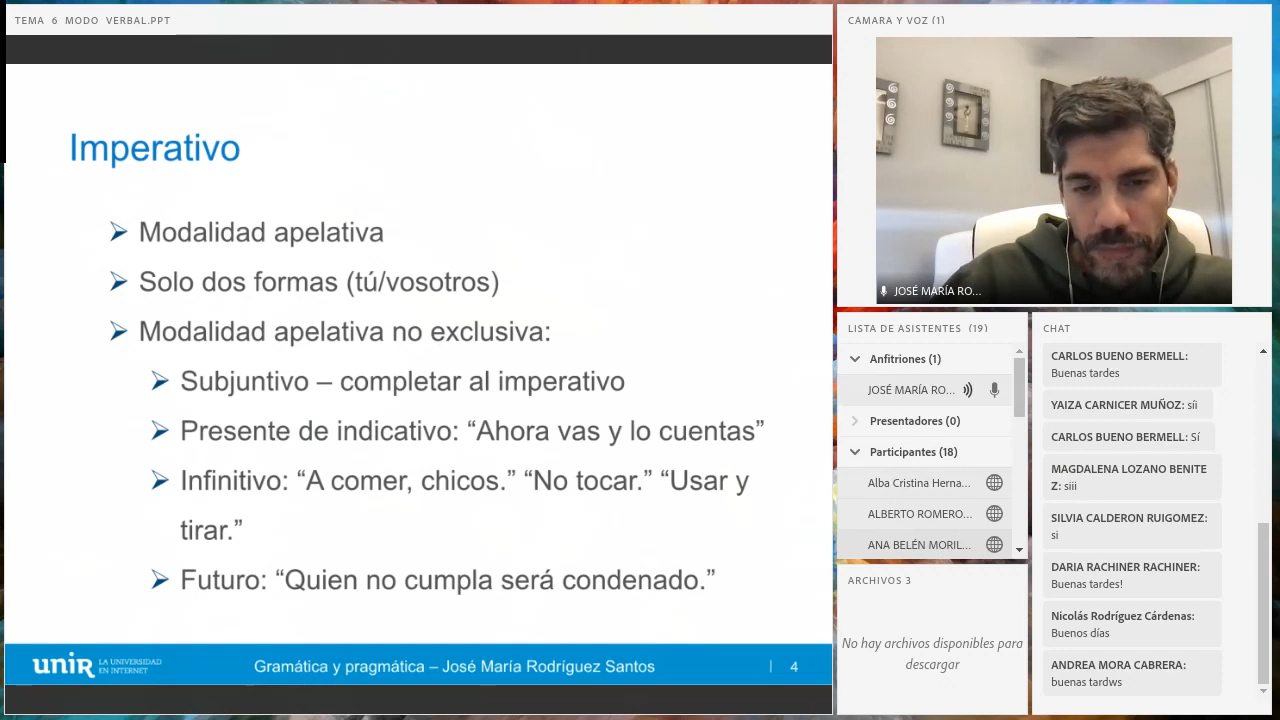 TEMA 6 MODO VERBAL.PPT
Imperativo
Modalidad apelativa
Solo dos formas (tú/vosotros)
Modalidad apelativa no exclusiva:
Subjuntivo – completar al imperativo
Presente de indicativo: “Ahora vas y lo cuentas”
Infinitivo: “A comer, chicos.” “No tocar.” “Usar y
tirar.”
Futuro: “Quien no cumpla será condenado.”
unir LA UNIVERSIDAD
EN INTERNET
Gramática y pragmática – José María Rodríguez Santos
4
CAMARA Y VOZ (1)
JOSÉ MARÍA RO...
LISTA DE ASISTENTES (19)
Anfitriones (1)
JOSÉ MARÍA RO...
Presentadores (0)
Participantes (18)
Alba Cristina Herna...
ALBERTO ROMERO...
ANA BELÉN MORIL...
ARCHIVOS 3
No hay archivos disponibles para
descargar
CHAT
CARLOS BUENO BERMELL:
Buenas tardes
YAIZA CARNICER MUÑOZ: síi
CARLOS BUENO BERMELL: Sí
MAGDALENA LOZANO BENITE
Z: siii
SILVIA CALDERON RUIGOMEZ:
si
DARIA RACHINER RACHINER:
Buenas tardes!
Nicolás Rodríguez Cárdenas:
Buenos días
ANDREA MORA CABRERA:
buenas tardws